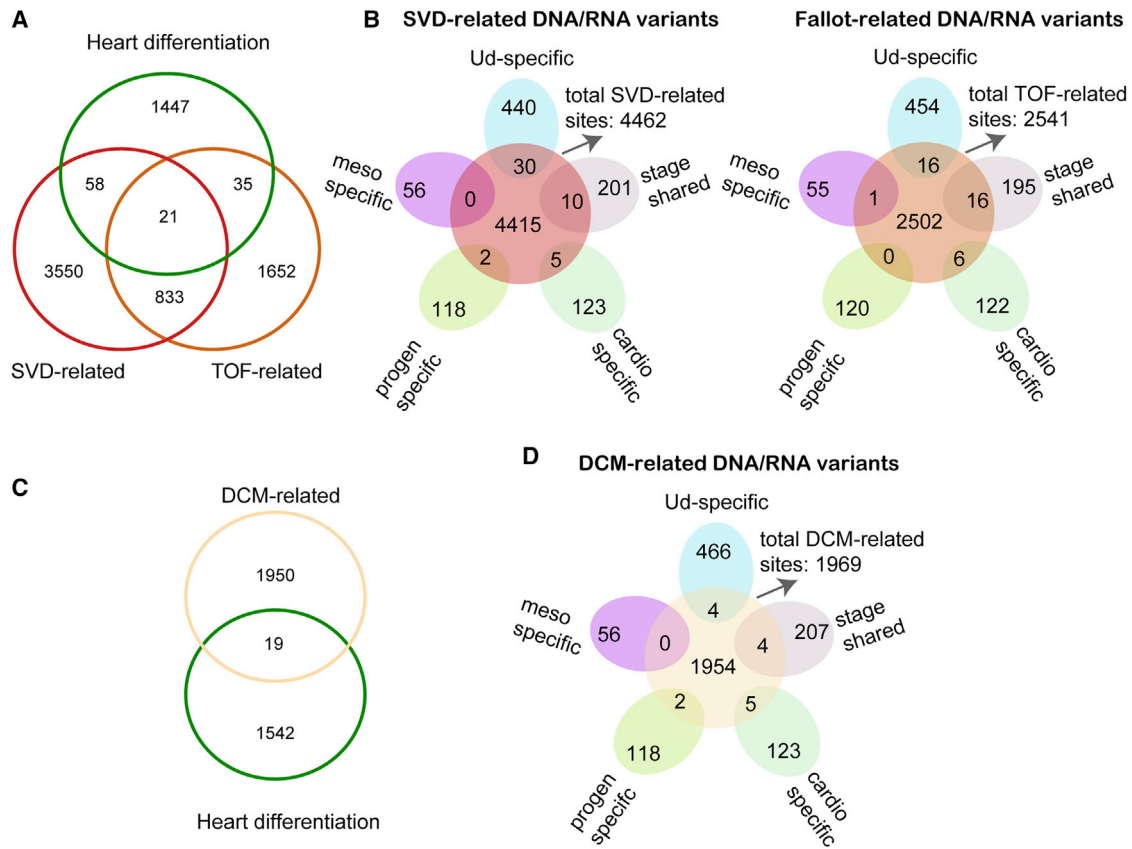 A
Heart differentiation
1447
58
35
21
3550
1652
833
SVD-related
TOF-related
B
SVD-related DNA/RNA variants
Ud-specific
440
total SVD-related
sites: 4462
meso
specific
56
30
0
10
201
stage
shared
4415
2
5
118
123
progen
specifc
cardio
specific
Fallot-related DNA/RNA variants
Ud-specific
454
total TOF-related
sites: 2541
meso
specific
55
16
1
16
195
stage
shared
2502
0
6
120
122
progen
specifc
cardio
specific
C
DCM-related
1950
19
1542
Heart differentiation
D
DCM-related DNA/RNA variants
Ud-specific
466
total DCM-related
sites: 1969
meso
specific
56
4
0
4
207
stage
shared
1954
2
5
118
123
progen
specifc
cardio
specific